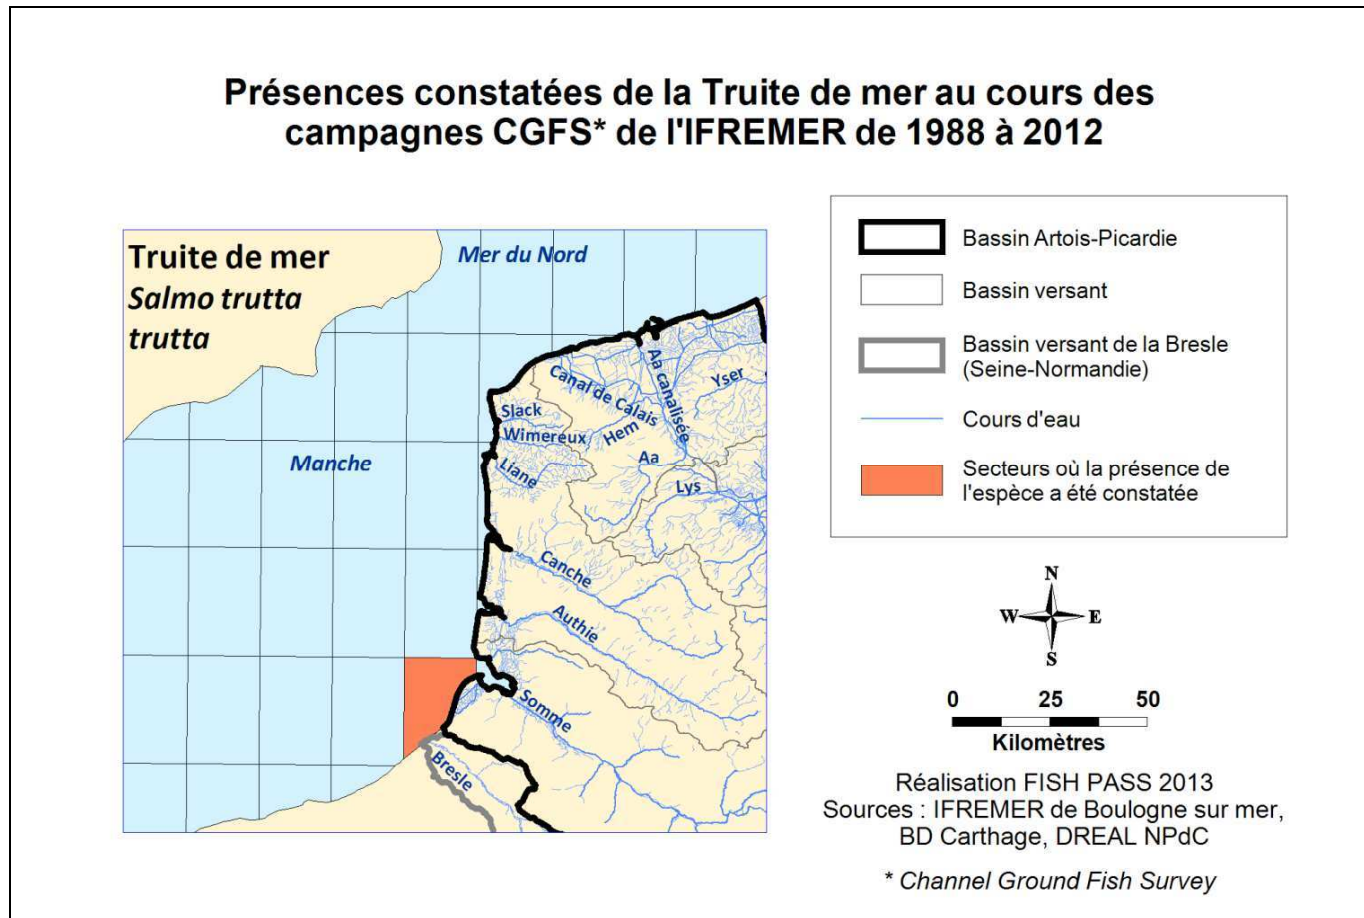 Présences constatées de la Truite de mer au cours des
campagnes CGFS* de l'IFREMER de 1988 à 2012
Truite de mer
Salmo trutta
trutta
Mer du Nord
Manche
Slack
Wimereux
Liane
Canal de Calais
Hem
Aa canalisée
Yser
Aa
Lys
Canche
Authie
Somme
Bresle
Bassin Artois-Picardie
Bassin versant
Bassin versant de la Bresle
(Seine-Normandie)
Cours d'eau
Secteurs où la présence de
l'espèce a été constatée
N
W E
S
0 25 50
Kilomètres
Réalisation FISH PASS 2013
Sources : IFREMER de Boulogne sur mer,
BD Carthage, DREAL NPdC
* Channel Ground Fish Survey